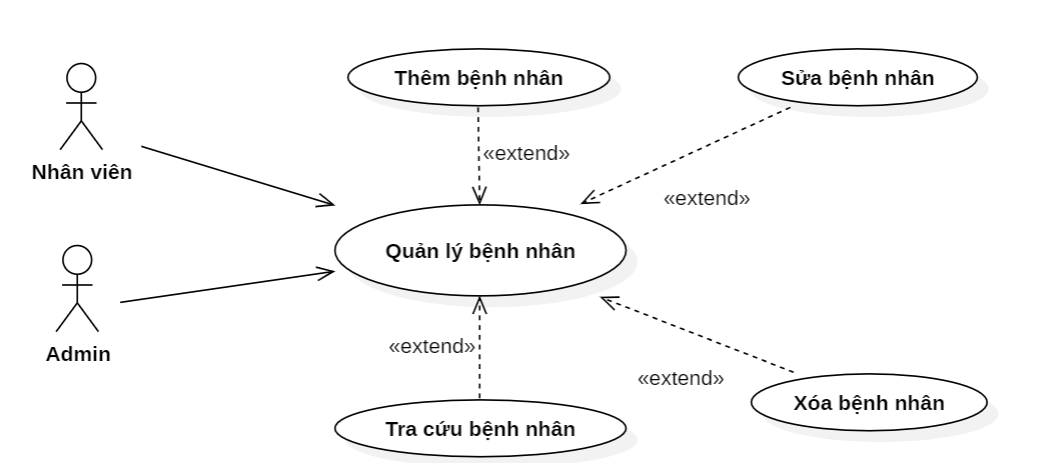 Thêm bệnh nhân
Sửa bệnh nhân
«extend»
Nhân viên
«extend»
Quản lý bệnh nhân
Admin
«extend»
«extend»
Xóa bệnh nhân
Tra cứu bệnh nhân